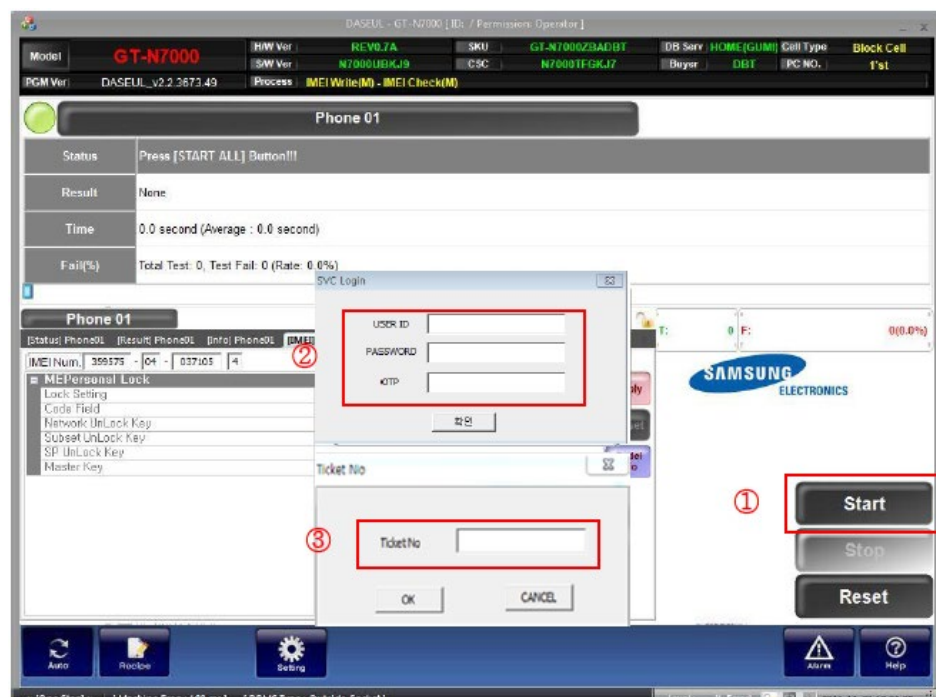 DASEUL - GT-N7000 [ ID: / Permission: Operator ]
Model GT-N7000 H/W Ver REV0.7A SKU GT-N7000ZBADBT DB Serv HOME(GUMI) Cell Type Block Cell
S/W Ver N7000UBKJ9 CSC N7000TFGKJ7 Buyer DBT PC NO. 1'st
PGM Ver: DASEUL_v2.2.3673.49 Process IMEI Write(M) - IMEI Check(M)
Phone 01
Status Press [START ALL] Button!!!
Result None
Time 0.0 second (Average : 0.0 second)
Fail(%) Total Test: 0, Test Fail: 0 (Rate: 0.0%)
SVC Login
Phone 01
USER ID
T: 0 F: 0(0.0%)
[Status] Phone01 [Result] Phone01 [Info] Phone01 [IMEI]
②
PASSWORD
IMEI Num. 359575 - 04 - 037105 4
OTP
SAMSUNG
ELECTRONICS
MEPersonal Lock
Lock Setting
Code Field
Network UnLock Key
Subset UnLock Key
SP UnLock Key
Master Key
확인
Ticket No
①
Start
③
Ticket No
Stop
OK
CANCEL
Reset
Auto
Recipe
Setting
Alarm
Help